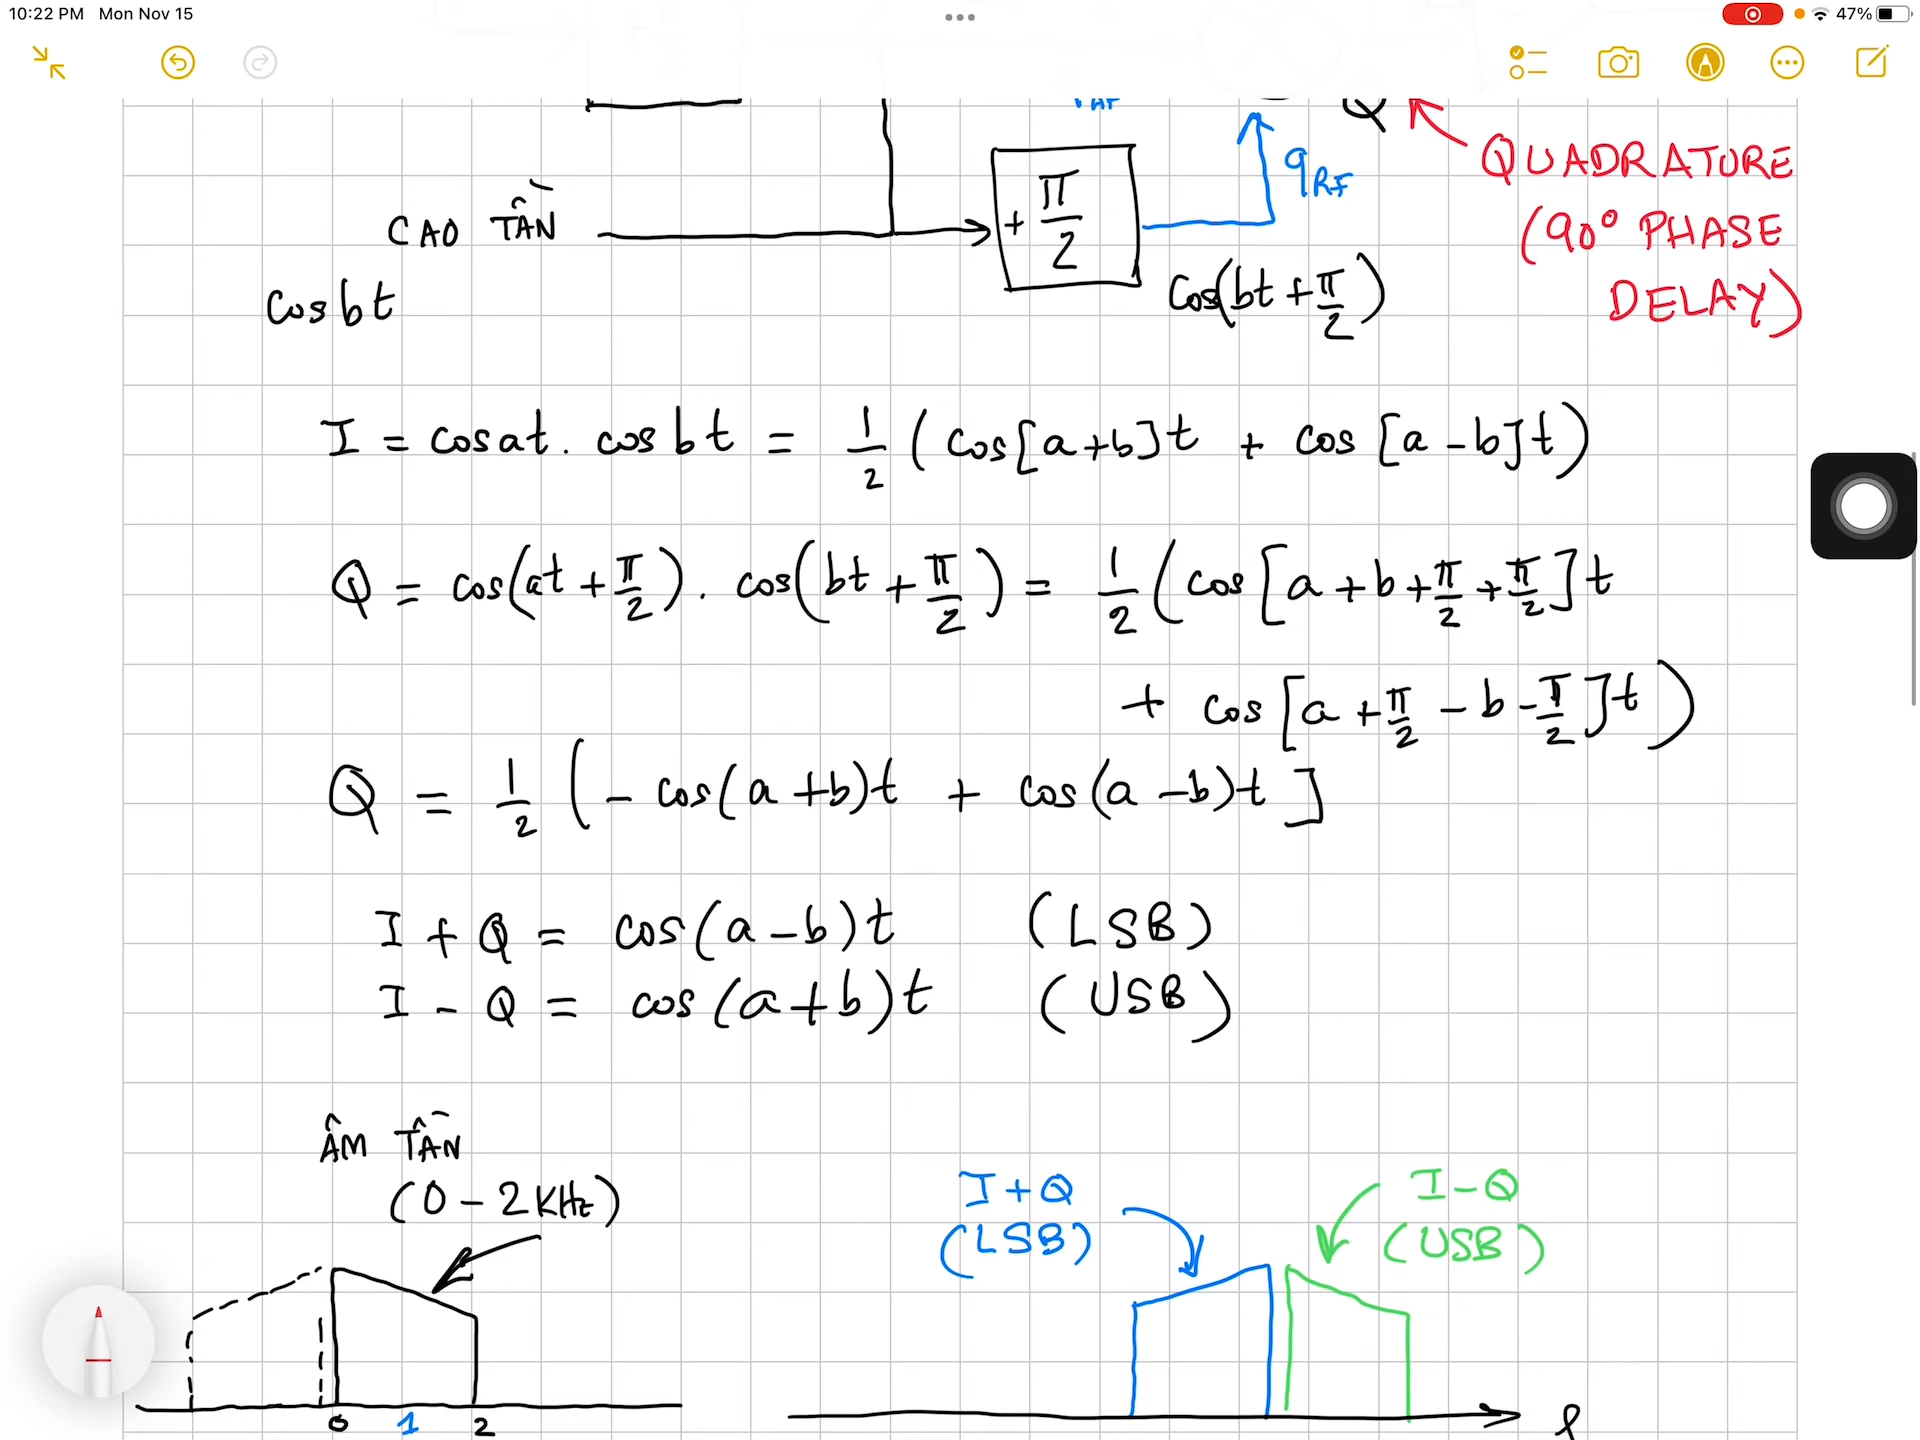 10:22 PM Mon Nov 15
47%
AF
Q
q RF
QUADRATURE
(90° PHASE
DELAY)
CAO TẦN
+ π/2
cos bt
cos(bt + π/2)
I = cos at . cos bt = 1/2 (cos[a+b]t + cos [a-b]t)
Q = cos(at + π/2) . cos(bt + π/2) = 1/2 (cos [a+b+π/2+π/2]t
+ cos [a+π/2 - b-π/2]t)
Q = 1/2 (- cos(a+b)t + cos(a-b)t]
I + Q = cos(a-b)t (LSB)
I - Q = cos(a+b)t (USB)
ÂM TẦN
(0 - 2KHz)
I+Q
(LSB)
I-Q
(USB)
0 1 2